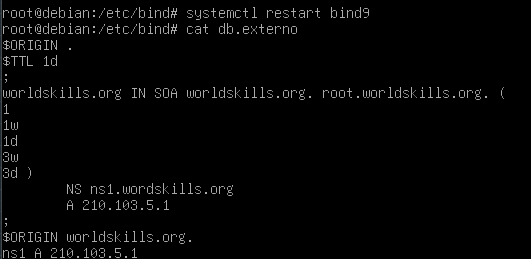 root@debian:/etc/bind# systemctl restart bind9
root@debian:/etc/bind# cat db.externo
$ORIGIN .
$TTL 1d
;
worldskills.org IN SOA worldskills.org. root.worldskills.org. (
1
1w
1d
3w
3d )
NS ns1.wordskills.org
A 210.103.5.1
;
$ORIGIN worldskills.org.
ns1 A 210.103.5.1